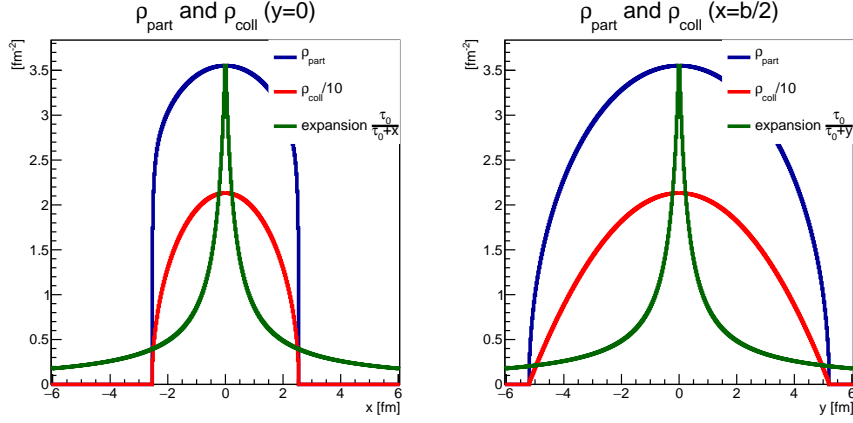 ρpart and ρcoll (y=0)
[fm-2]
ρpart
ρcoll/10
expansion τ0/τ0+x
3.5
3
2.5
2
1.5
1
0.5
0
−6 −4 −2 0 2 4 6
x [fm]
ρpart and ρcoll (x=b/2)
[fm-2]
ρpart
ρcoll/10
expansion τ0/τ0+y
3.5
3
2.5
2
1.5
1
0.5
0
−6 −4 −2 0 2 4 6
y [fm]